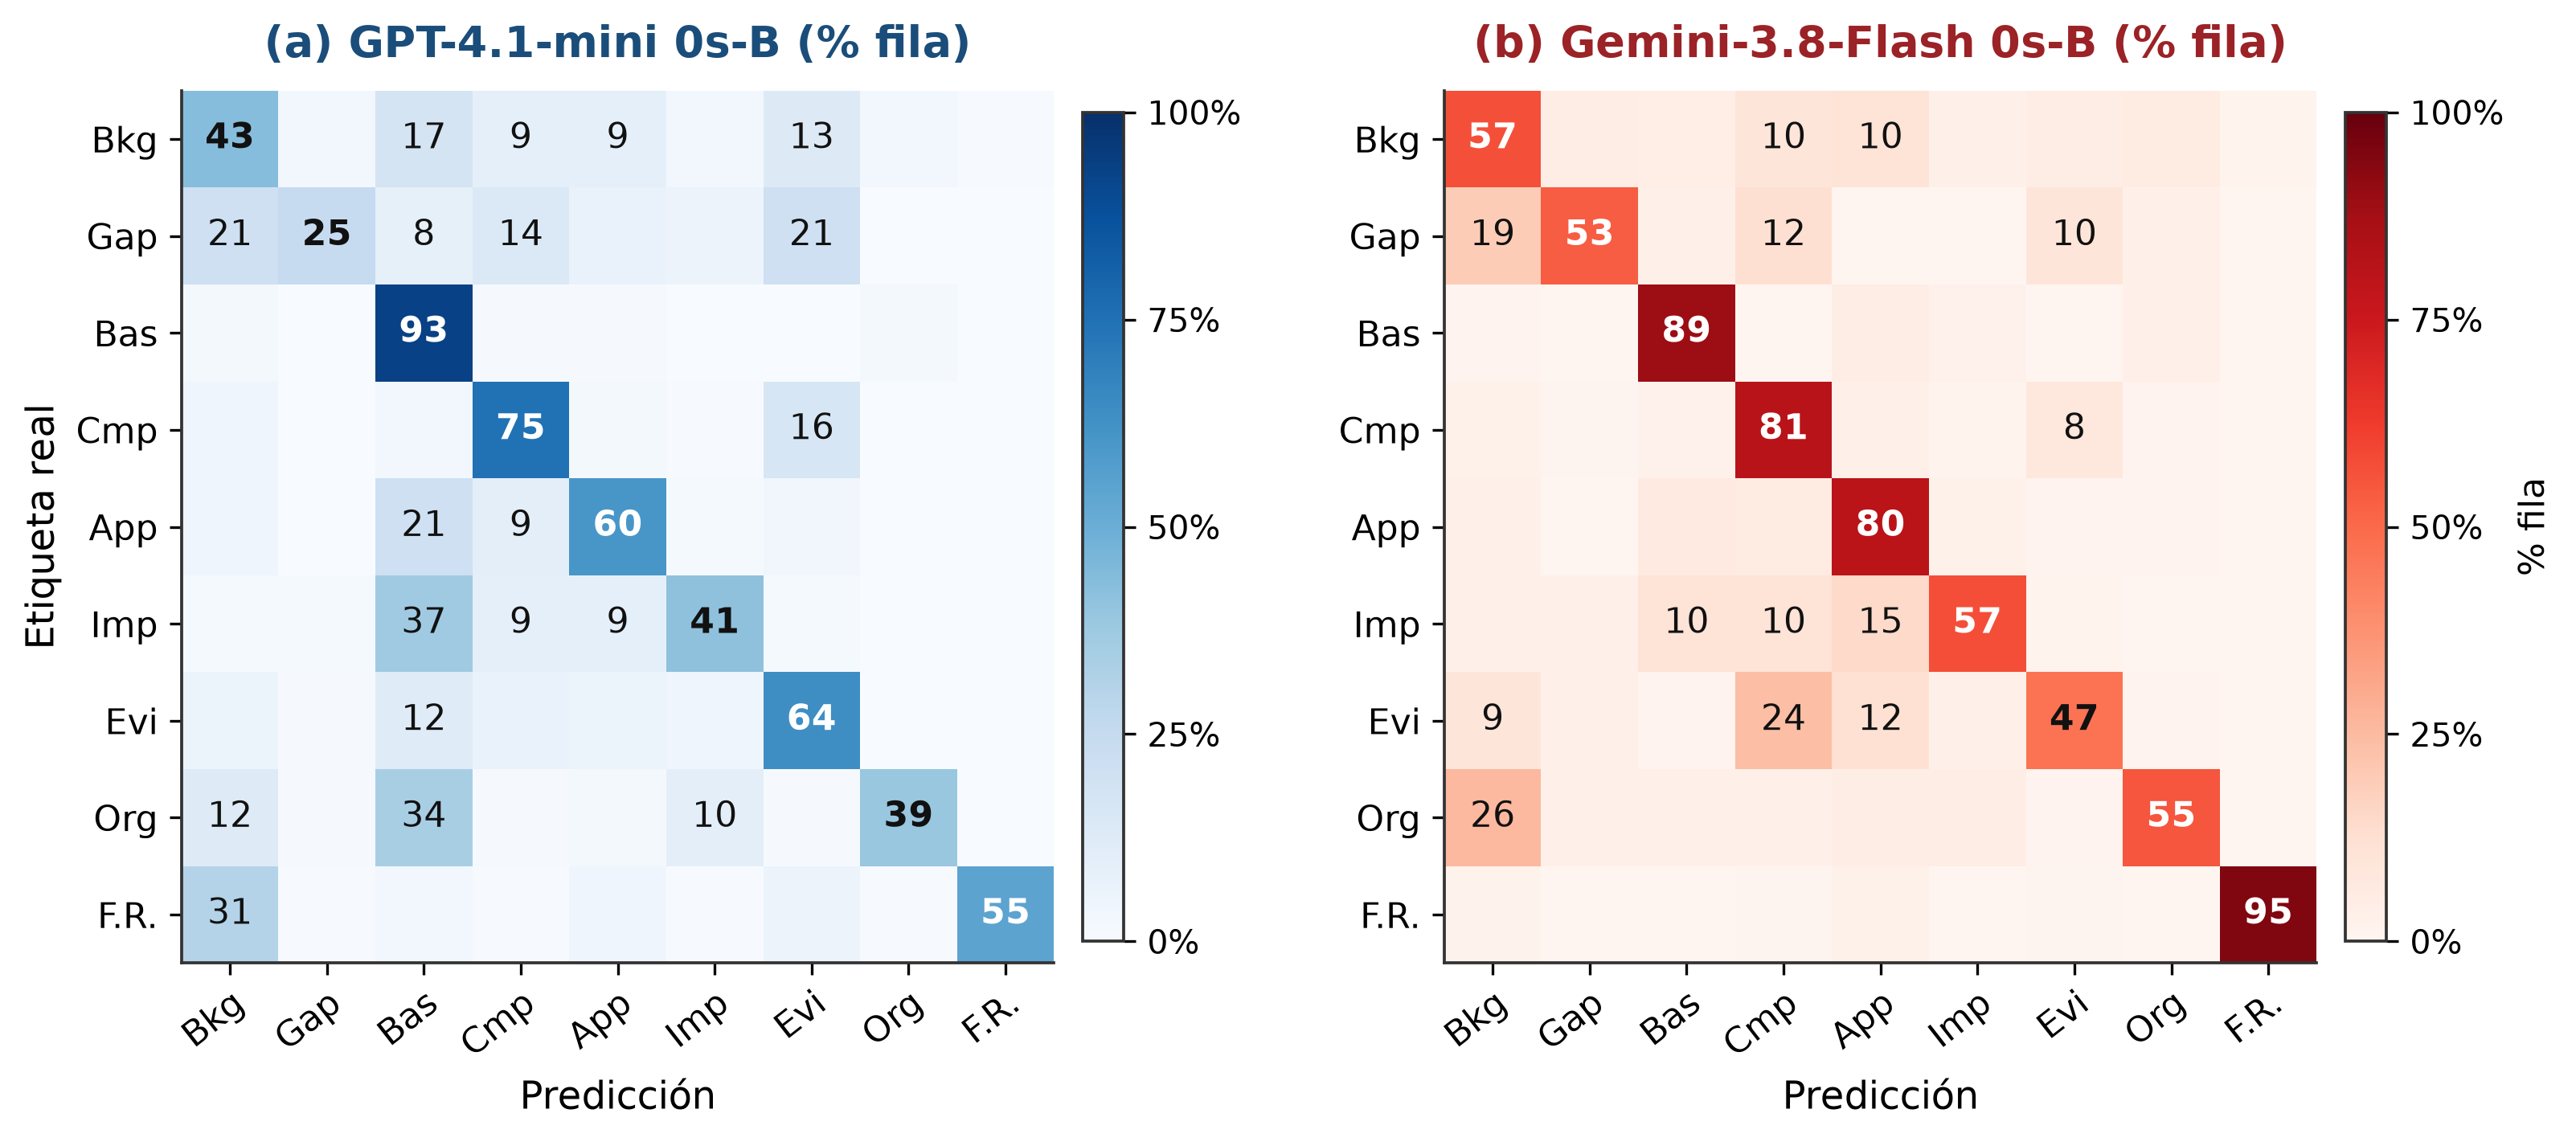 (a) GPT-4.1-mini 0s-B (% fila)
Etiqueta real
Bkg 43 17 9 9 13
Gap 21 25 8 14 21
Bas 93
Cmp 75 16
App 21 9 60
Imp 37 9 9 41
Evi 12 64
Org 12 34 10 39
F.R. 31 55
Bkg Gap Bas Cmp App Imp Evi Org F.R.
Predicción
100%
75%
50%
25%
0%
(b) Gemini-3.8-Flash 0s-B (% fila)
Bkg 57 10 10
Gap 19 53 12 10
Bas 89
Cmp 81 8
App 80
Imp 10 10 15 57
Evi 9 24 12 47
Org 26 55
F.R. 95
Bkg Gap Bas Cmp App Imp Evi Org F.R.
Predicción
100%
75%
50%
25%
0%
% fila